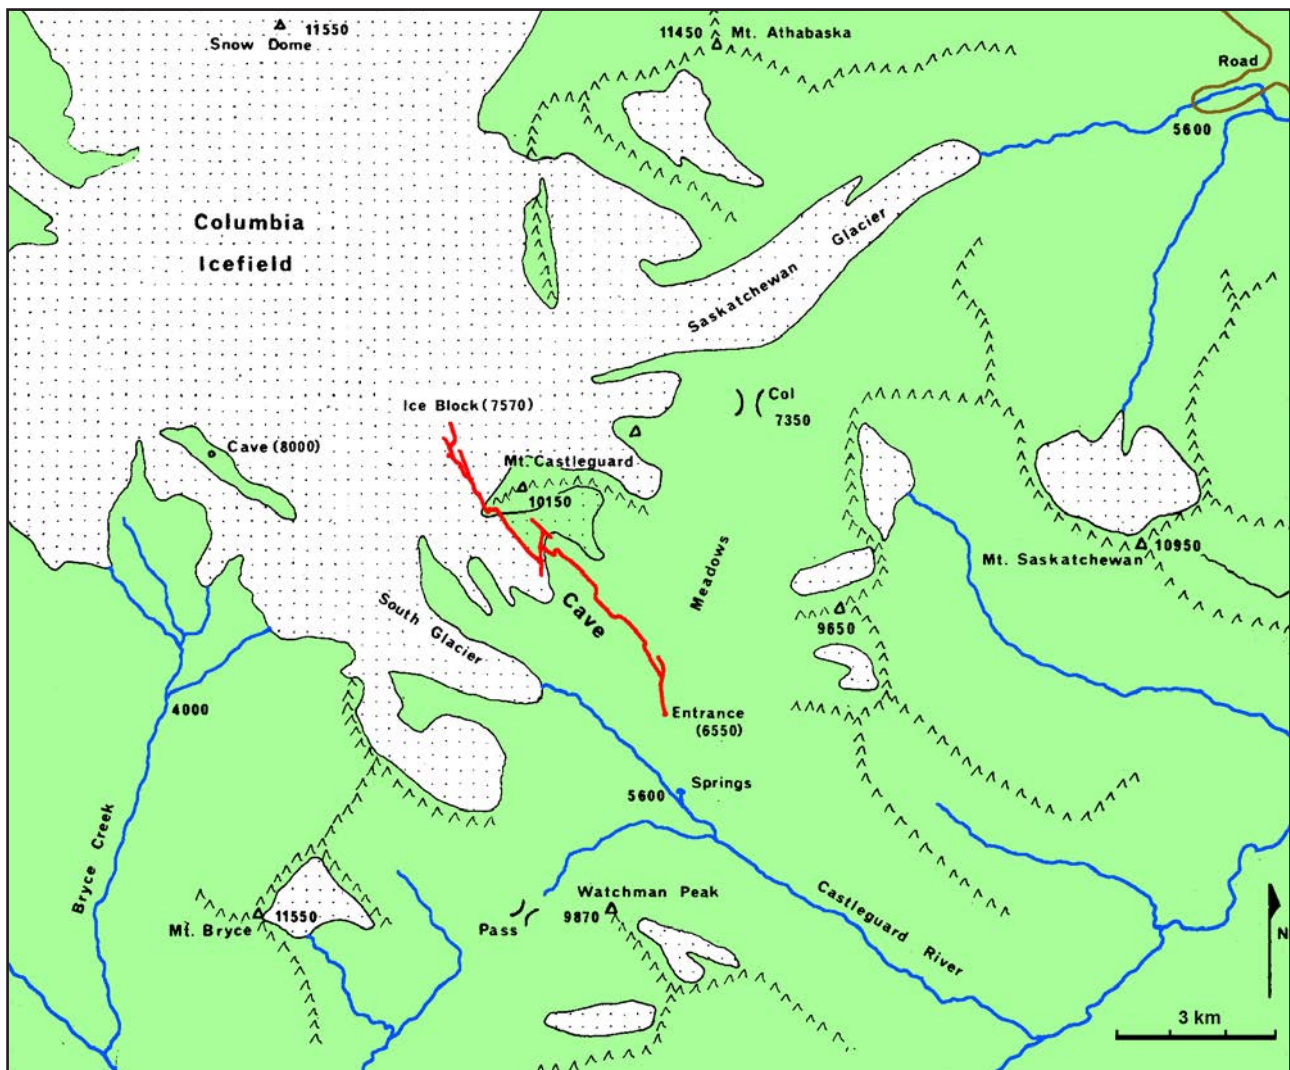 11550
Snow Dome
11450
Mt. Athabaska
Road
5600
Columbia
Icefield
Saskatchewan Glacier
Ice Block (7570)
Col
7350
Cave (8000)
Mt. Castleguard
10150
Meadows
Mt. Saskatchewan
10950
Cave
South Glacier
9650
4000
Entrance
(6550)
Springs
5600
Bryce Creek
Watchman Peak
9870
Castleguard River
11550
Mt. Bryce
Pass
N
3 km